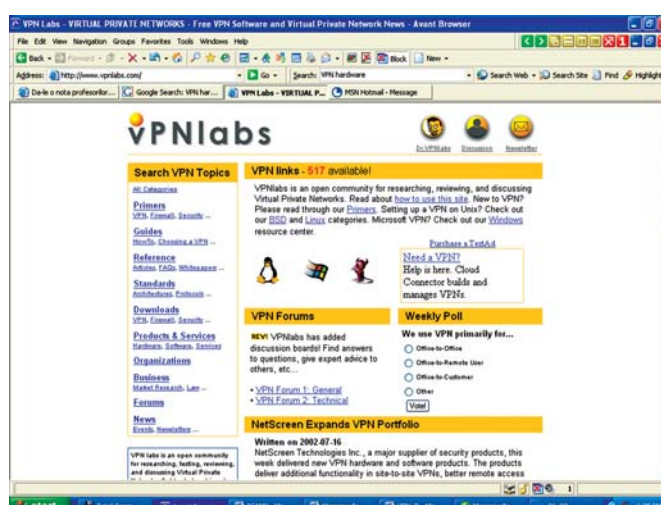 VPN Labs - VIRTUAL PRIVATE NETWORKS - Free VPN Software and Virtual Private Network News - Avant Browser
File Edit View Navigation Groups Favorites Tools Windows Help
Back Forward Block New
Address: http://www.vpnlabs.com/ Go Search: VPN hardware Search Web Search Site Find Highlight
Da-le o nota profesorilor... Google Search: VPN har... VPN Labs - VIRTUAL P... MSN Hotmail - Message
vPNlabs
Dr.VPNLabs Discussion Newsletter
Search VPN Topics
All Categories
Primers
VPN, Firewall, Security ...
Guides
HowTo, Choosing a VPN ...
Reference
Articles, FAQs, Whitepapers ...
Standards
Architectures, Protocols ...
Downloads
VPN, Firewall, Security ...
Products & Services
Hardware, Software, Services
Organizations
Business
Market Research, Law ...
Forums
News
Events, Newsletters ...
VPN labs is an open community
for researching, testing, reviewing,
and discussing Virtual Private
VPN links - 517 available!
VPNlabs is an open community for researching, reviewing, and discussing
Virtual Private Networks. Read about how to use this site. New to VPN?
Please read through our Primers. Setting up a VPN on Unix? Check out
our BSD and Linux categories. Microsoft VPN? Check out our Windows
resource center.
Purchase a TextAd
Need a VPN?
Help is here. Cloud
Connector builds and
manages VPNs.
VPN Forums
NEW! VPNlabs has added
discussion boards! Find answers
to questions, give expert advice to
others, etc...
• VPN Forum 1: General
• VPN Forum 2: Technical
Weekly Poll
We use VPN primarily for...
Office-to-Office
Office-to-Remote User
Office-to-Customer
Other
Vote!
NetScreen Expands VPN Portfolio
Written on 2002-07-16
NetScreen Technologies Inc., a major supplier of security products, this
week delivered new VPN hardware and software products. The products
deliver additional functionality in site-to-site VPNs, better remote access
start